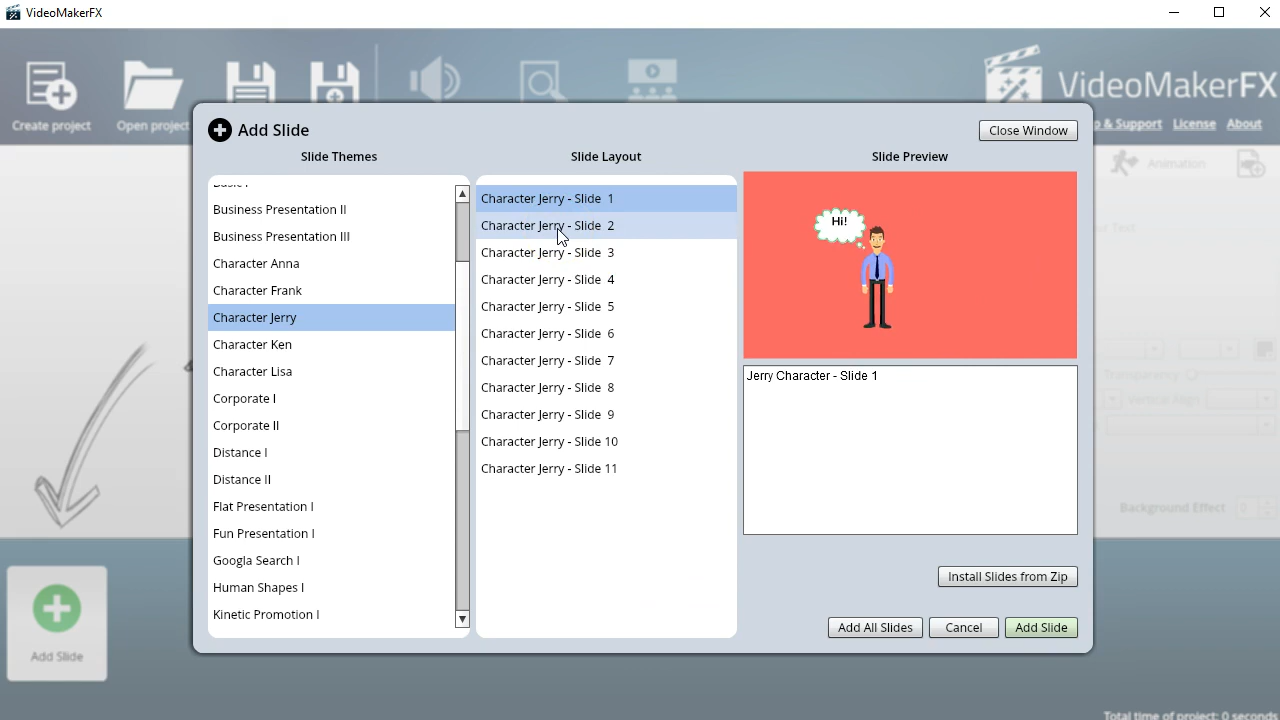 VideoMakerFX
Create project
Open project
VideoMakerFX
p & Support License About
Add Slide
Close Window
Slide Themes
Slide Layout
Slide Preview
Animation
Business Presentation II
Business Presentation III
Character Anna
Character Frank
Character Jerry
Character Ken
Character Lisa
Corporate I
Corporate II
Distance I
Distance II
Flat Presentation I
Fun Presentation I
Googla Search I
Human Shapes I
Kinetic Promotion I
Character Jerry - Slide 1
Character Jerry - Slide 2
Character Jerry - Slide 3
Character Jerry - Slide 4
Character Jerry - Slide 5
Character Jerry - Slide 6
Character Jerry - Slide 7
Character Jerry - Slide 8
Character Jerry - Slide 9
Character Jerry - Slide 10
Character Jerry - Slide 11
Hi!
Jerry Character - Slide 1
Text
Transparency:
Vertical Align
Background Effect 0
Install Slides from Zip
Add All Slides
Cancel
Add Slide
Add Slide
Total time of project: 0 seconds